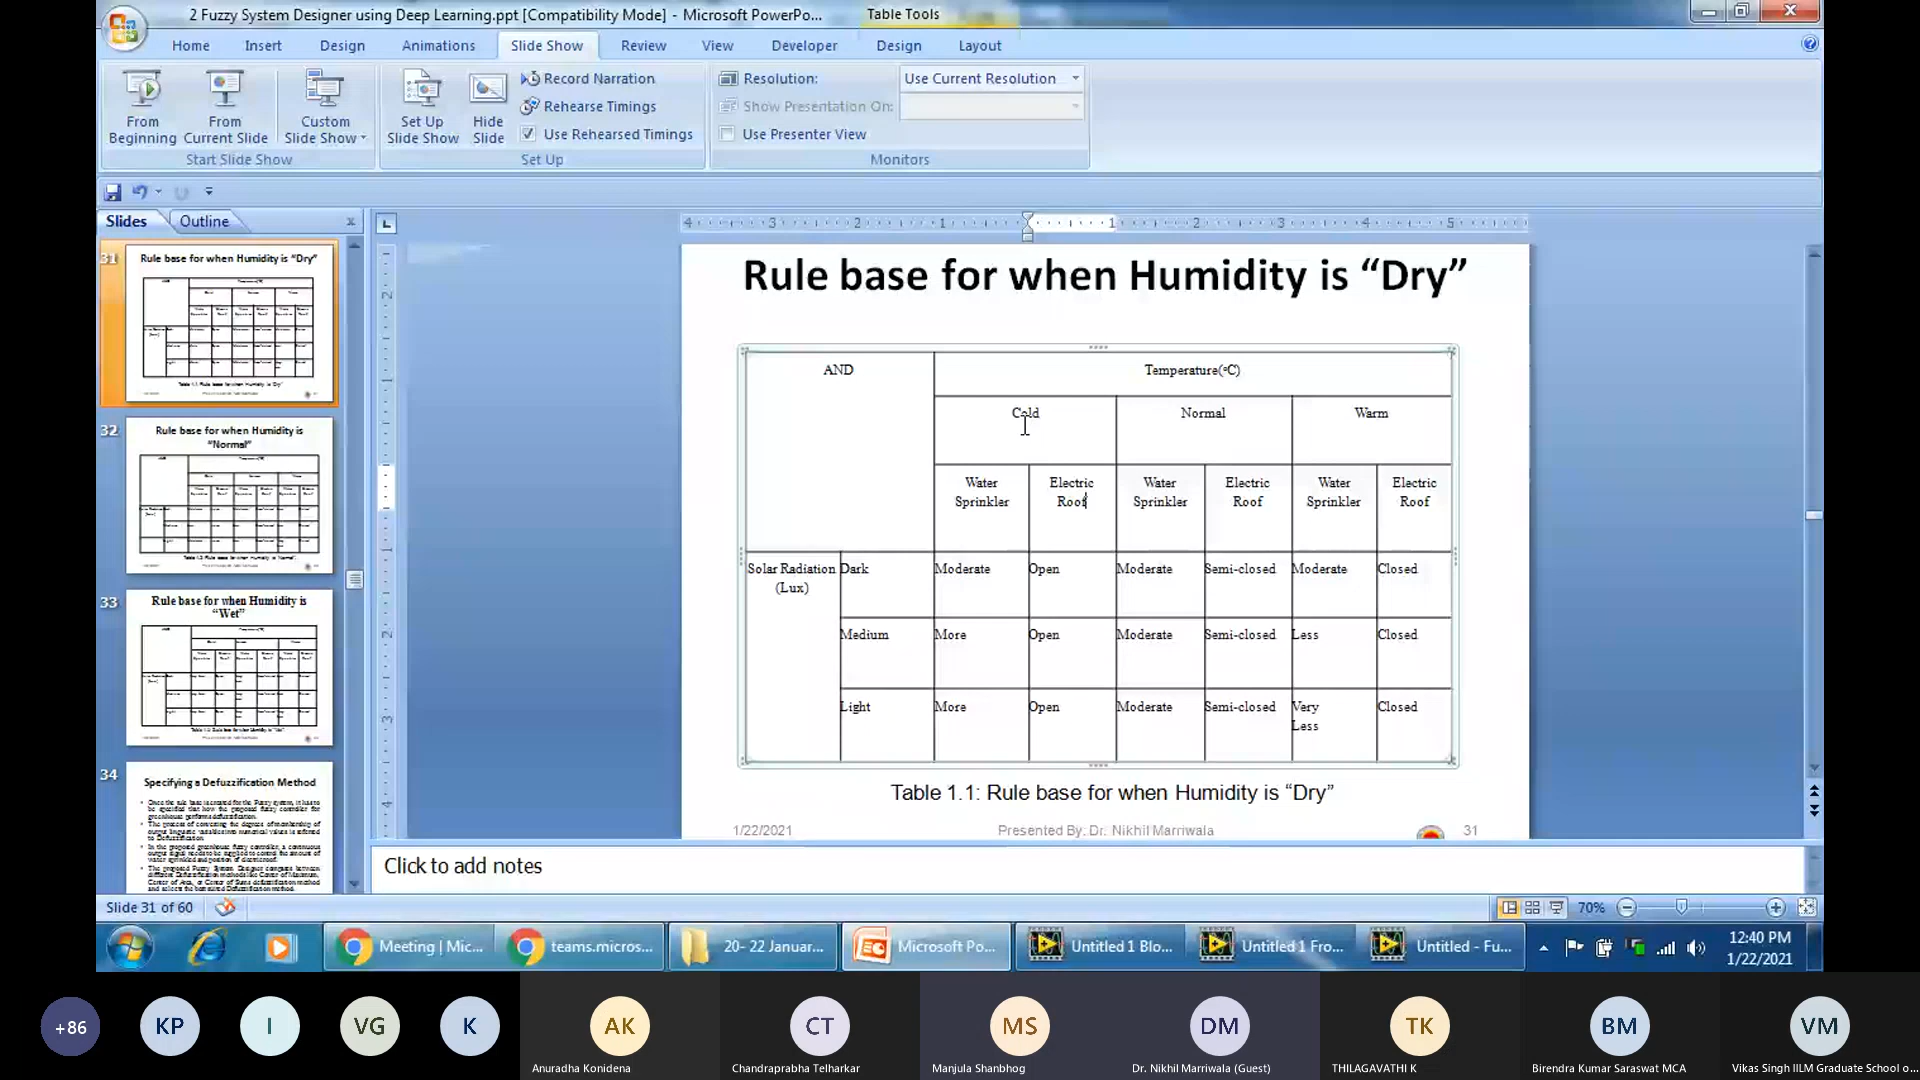 2 Fuzzy System Designer using Deep Learning.ppt [Compatibility Mode] - Microsoft PowerPo...
Table Tools
Home Insert Design Animations Slide Show Review View Developer Design Layout
From Beginning
From Current Slide
Custom Slide Show
Start Slide Show
Set Up Slide Show
Hide Slide
Record Narration
Rehearse Timings
Use Rehearsed Timings
Set Up
Resolution: Use Current Resolution
Show Presentation On:
Use Presenter View
Monitors
Slides Outline
31
Rule base for when Humidity is “Dry”
32
Rule base for when Humidity is
“Normal”
33
Rule base for when Humidity is
“Wet”
34
Specifying a Defuzzification Method
Rule base for when Humidity is “Dry”
AND Temperature(°C)
Cold Normal Warm
Water Sprinkler Electric Roof Water Sprinkler Electric Roof Water Sprinkler Electric Roof
Solar Radiation (Lux) Dark Moderate Open Moderate Semi-closed Moderate Closed
Medium More Open Moderate Semi-closed Less Closed
Light More Open Moderate Semi-closed Very Less Closed
Table 1.1: Rule base for when Humidity is “Dry”
1/22/2021 Presented By: Dr. Nikhil Marriwala 31
Click to add notes
Slide 31 of 60
70%
Meeting | Mic... teams.micros... 20- 22 Januar... Microsoft Po... Untitled 1 Blo... Untitled 1 Fro... Untitled - Fu...
12:40 PM
1/22/2021
+86 KP I VG K AK CT MS DM TK BM VM
Anuradha Konidena Chandraprabha Telharkar Manjula Shanbhog Dr. Nikhil Marriwala (Guest) THILAGAVATHI K Birendra Kumar Saraswat MCA Vikas Singh IILM Graduate School o...